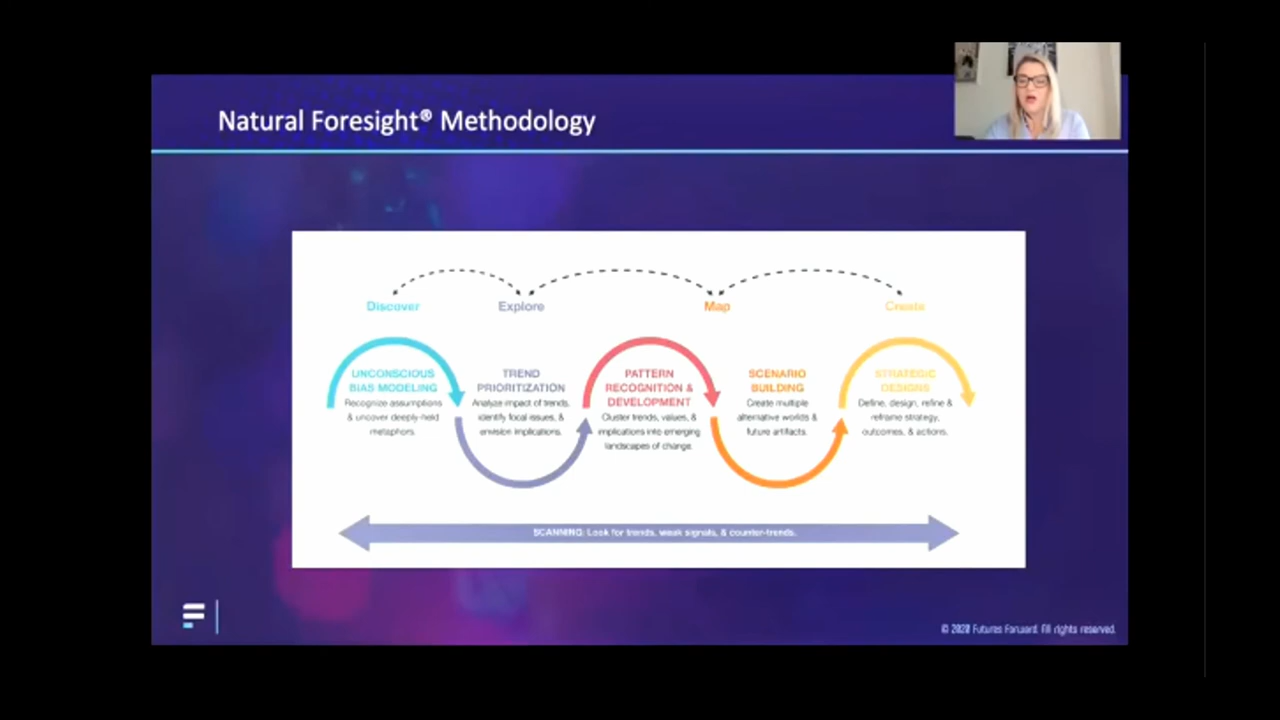 Natural Foresight® Methodology
Discover
Explore
Map
Create
UNCONSCIOUS
BIAS MODELING
Recognize assumptions
& uncover deeply-held
metaphors.
TREND
PRIORITIZATION
Analyze impact of trends,
identify focal issues, &
envision implications.
PATTERN
RECOGNITION &
DEVELOPMENT
Cluster trends, values, &
implications into emerging
landscapes of change.
SCENARIO
BUILDING
Create multiple
alternative worlds &
future artifacts.
STRATEGIC
DESIGNS
Define, design, refine &
reframe strategy,
outcomes, & actions.
SCANNING: Look for trends, weak signals, & counter-trends.
© 2020 Futures Forward. All rights reserved.